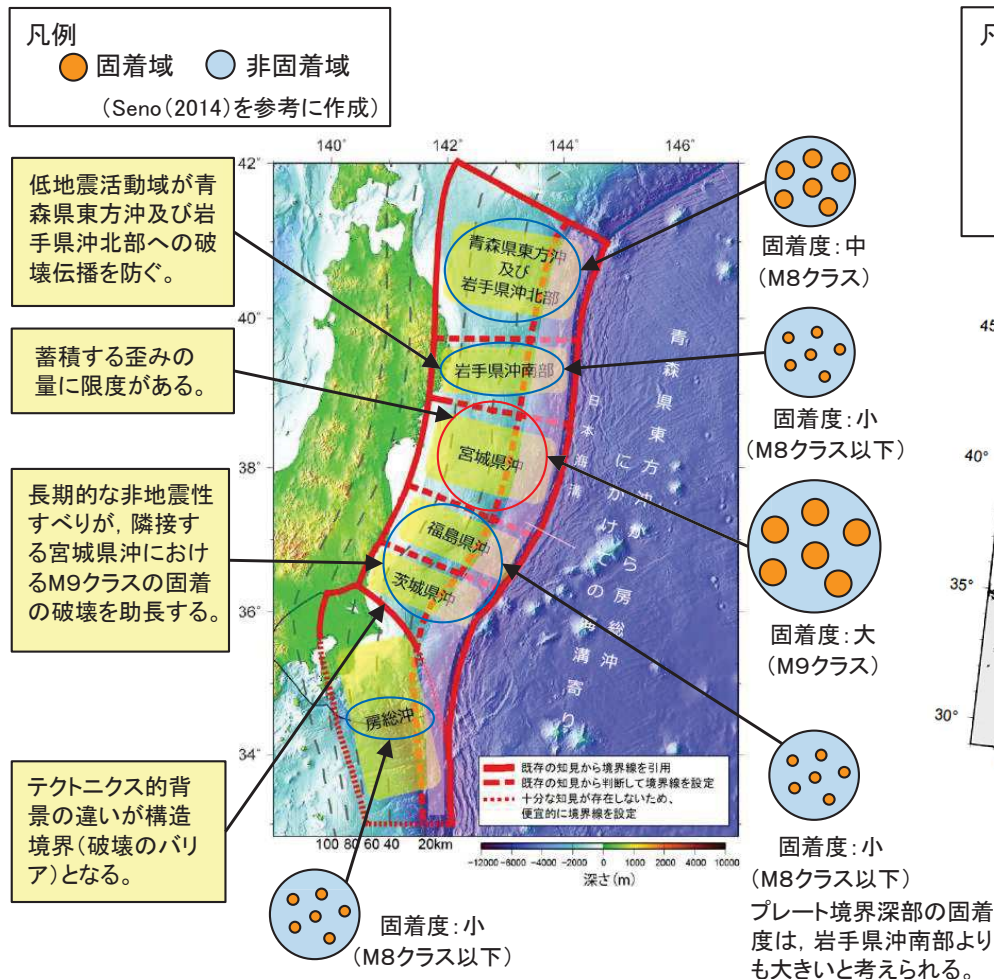 凡例
固着域 非固着域
（Seno（2014）を参考に作成）
凡
低地震活動域が青
森県東方沖及び岩
手県沖北部への破
壊伝播を防ぐ。
蓄積する歪みの
量に限度がある。
長期的な非地震性
すべりが，隣接す
る宮城県沖におけ
るM9クラスの固着
の破壊を助長する。
テクトニクス的背
景の違いが構造
境界（破壊のバリ
ア）となる。
140° 142° 144° 146°
42°
40°
38°
36°
34°
青森県東方沖
及び
岩手県沖北部
岩手県沖南部
宮城県沖
福島県沖
茨城県沖
房総沖
日本海溝
青森県東方沖から房総沖
にかけての海溝寄り
既存の知見から境界線を引用
既存の知見から判断して境界線を設定
十分な知見が存在しないため、
便宜的に境界線を設定
100 80 60 40 20km
-12000 -8000 -4000 -2000 0 2000 4000 10000
深さ（m）
固着度：中
（M8クラス）
固着度：小
（M8クラス以下）
固着度：大
（M9クラス）
固着度：小
（M8クラス以下）
プレート境界深部の固着
度は，岩手県沖南部より
も大きいと考えられる。
固着度：小
（M8クラス以下）
45
40°
35°
30°